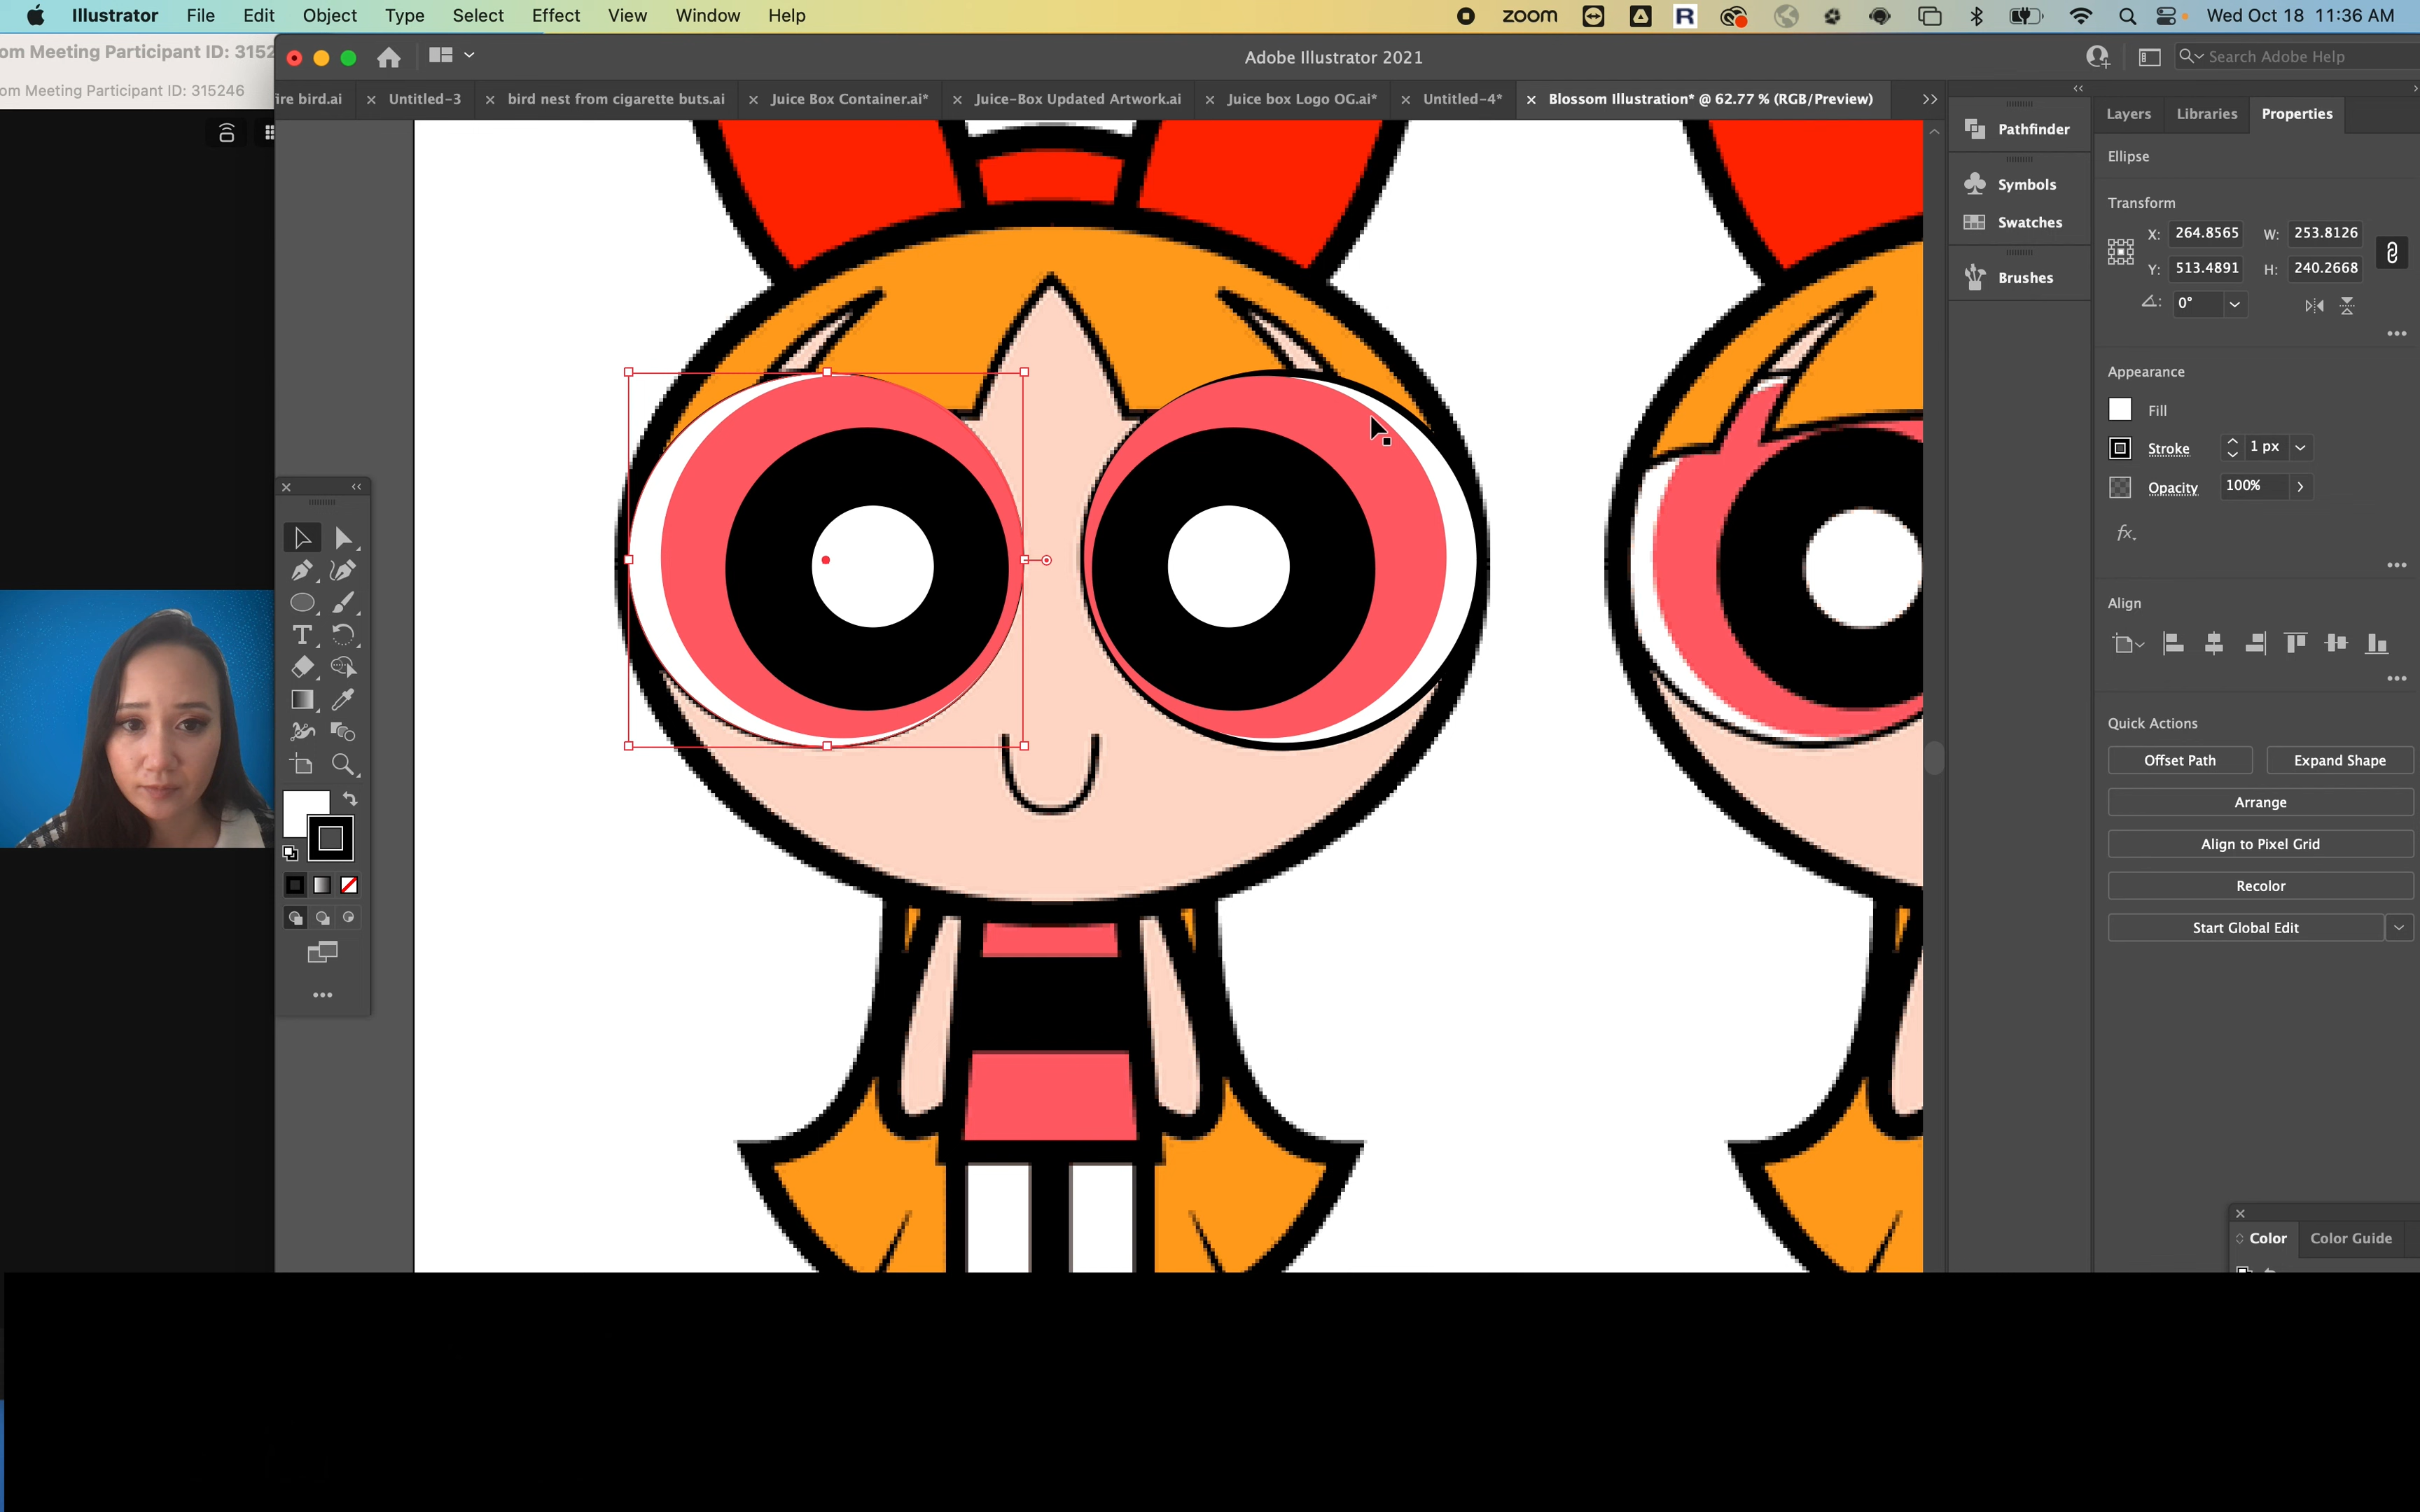 Illustrator File Edit Object Type Select Effect View Window Help
zoom R Wed Oct 18 11:36 AM
om Meeting Participant ID: 3152
om Meeting Participant ID: 315246
Adobe Illustrator 2021
Search Adobe Help
ire bird.ai
× Untitled-3
× bird nest from cigarette buts.ai
× Juice Box Container.ai*
× Juice-Box Updated Artwork.ai
× Juice box Logo OG.ai*
× Untitled-4*
× Blossom Illustration* @ 62.77 % (RGB/Preview)
Pathfinder
Symbols
Swatches
Brushes
Layers Libraries Properties
Ellipse
Transform
X: 264.8565 W: 253.8126
Y: 513.4891 H: 240.2668
0°
Appearance
Fill
Stroke 1 px
Opacity 100%
fx.
Align
Quick Actions
Offset Path Expand Shape
Arrange
Align to Pixel Grid
Recolor
Start Global Edit
Color Color Guide